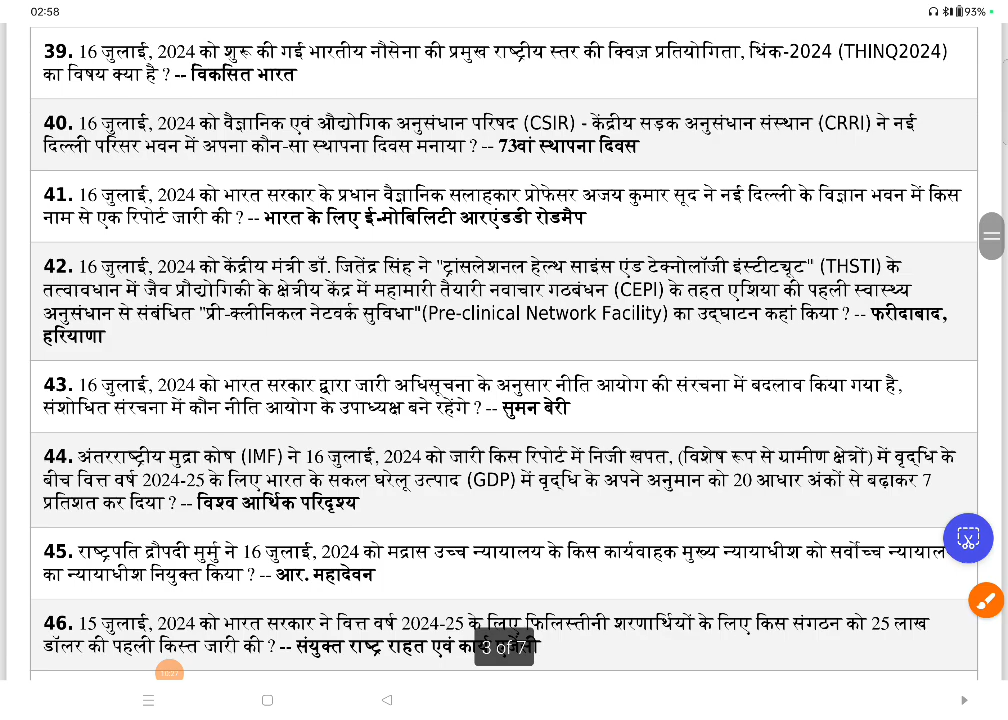 02:58
93%
39. 16 जुलाई, 2024 को शुरू की गई भारतीय नौसेना की प्रमुख राष्ट्रीय स्तर की क्विज़ प्रतियोगिता, थिंक-2024 (THINQ2024)
का विषय क्या है ? -- विकसित भारत
40. 16 जुलाई, 2024 को वैज्ञानिक एवं औद्योगिक अनुसंधान परिषद (CSIR) - केंद्रीय सड़क अनुसंधान संस्थान (CRRI) ने नई
दिल्ली परिसर भवन में अपना कौन-सा स्थापना दिवस मनाया ? -- 73वां स्थापना दिवस
41. 16 जुलाई, 2024 को भारत सरकार के प्रधान वैज्ञानिक सलाहकार प्रोफेसर अजय कुमार सूद ने नई दिल्ली के विज्ञान भवन में किस
नाम से एक रिपोर्ट जारी की ? -- भारत के लिए ई-मोबिलिटी आरएंडडी रोडमैप
42. 16 जुलाई, 2024 को केंद्रीय मंत्री डॉ. जितेंद्र सिंह ने "ट्रांसलेशनल हेल्थ साइंस एंड टेक्नोलॉजी इंस्टीट्यूट" (THSTI) के
तत्वावधान में जैव प्रौद्योगिकी के क्षेत्रीय केंद्र में महामारी तैयारी नवाचार गठबंधन (CEPI) के तहत एशिया की पहली स्वास्थ्य
अनुसंधान से संबंधित "प्री-क्लीनिकल नेटवर्क सुविधा"(Pre-clinical Network Facility) का उद्घाटन कहां किया ? -- फरीदाबाद,
हरियाणा
43. 16 जुलाई, 2024 को भारत सरकार द्वारा जारी अधिसूचना के अनुसार नीति आयोग की संरचना में बदलाव किया गया है,
संशोधित संरचना में कौन नीति आयोग के उपाध्यक्ष बने रहेंगे ? -- सुमन बेरी
44. अंतरराष्ट्रीय मुद्रा कोष (IMF) ने 16 जुलाई, 2024 को जारी किस रिपोर्ट में निजी खपत, (विशेष रूप से ग्रामीण क्षेत्रों) में वृद्धि के
बीच वित्त वर्ष 2024-25 के लिए भारत के सकल घरेलू उत्पाद (GDP) में वृद्धि के अपने अनुमान को 20 आधार अंकों से बढ़ाकर 7
प्रतिशत कर दिया ? -- विश्व आर्थिक परिदृश्य
45. राष्ट्रपति द्रौपदी मुर्मु ने 16 जुलाई, 2024 को मद्रास उच्च न्यायालय के किस कार्यवाहक मुख्य न्यायाधीश को सर्वोच्च न्यायाल
का न्यायाधीश नियुक्त किया ? -- आर. महादेवन
46. 15 जुलाई, 2024 को भारत सरकार ने वित्त वर्ष 2024-25 के लिए फिलिस्तीनी शरणार्थियों के लिए किस संगठन को 25 लाख
डॉलर की पहली किस्त जारी की ? -- संयुक्त राष्ट्र राहत एवं कार्य एजेंसी
3 of 7